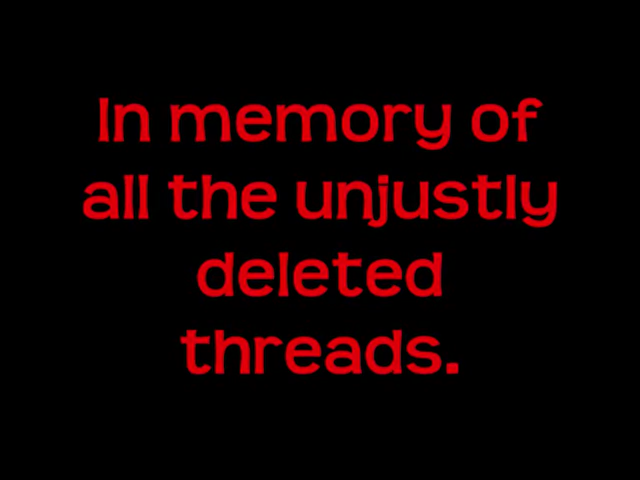 In memory of
all the unjustly
deleted
threads.